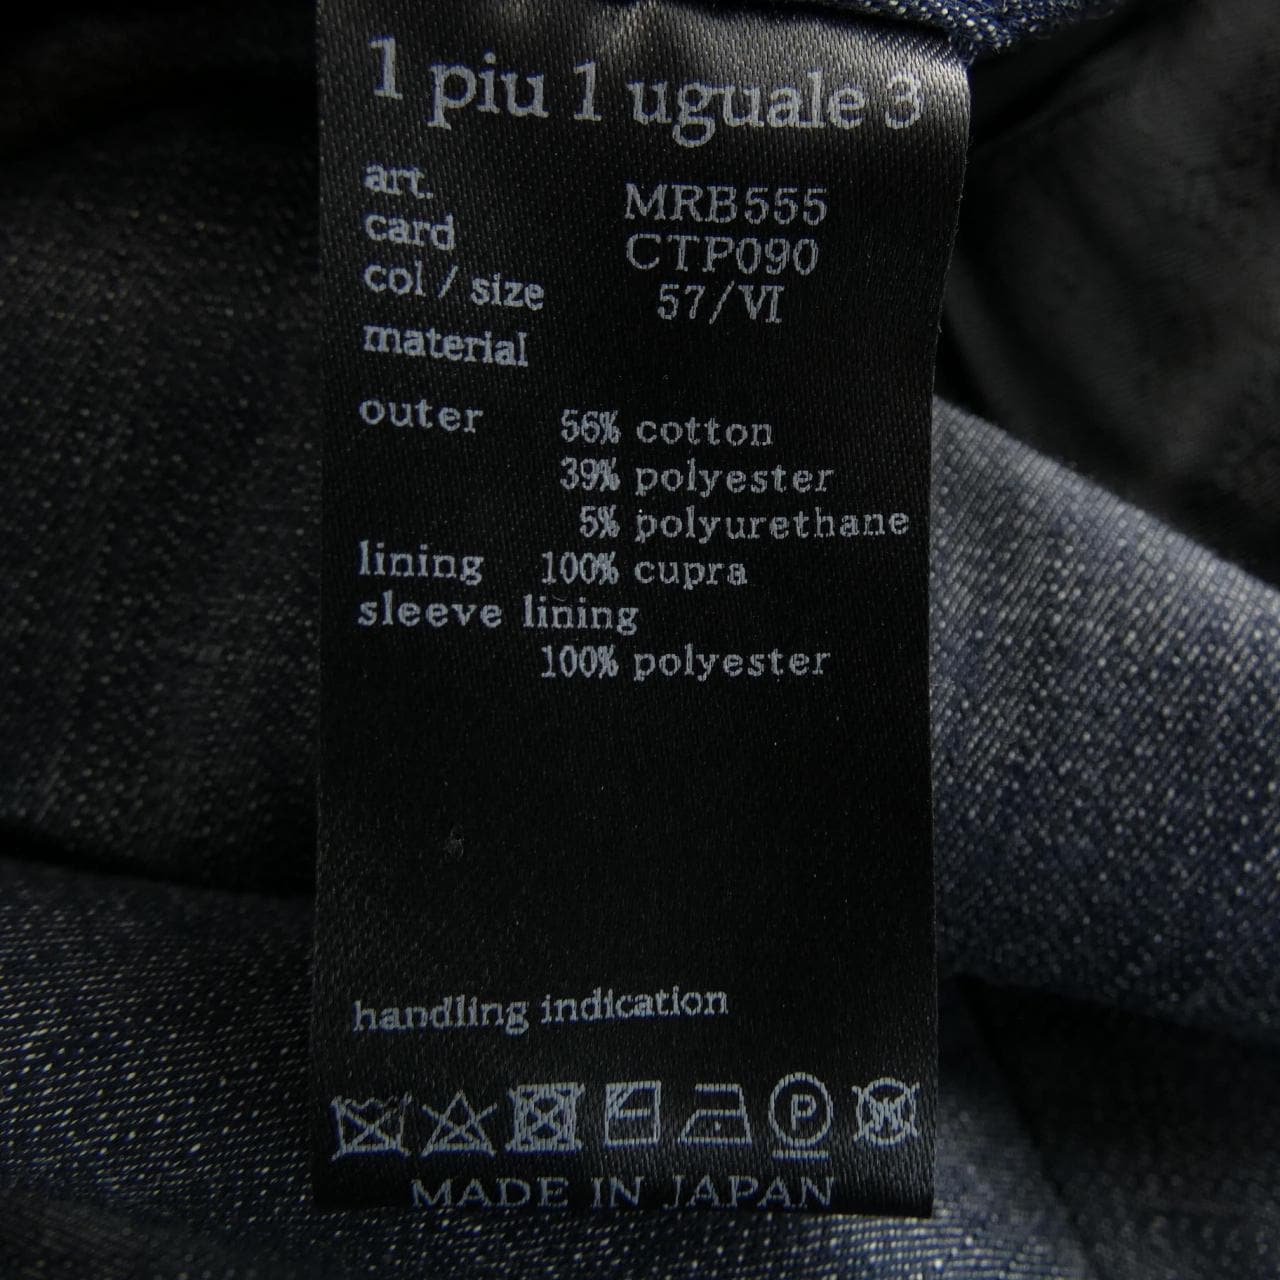 1 piu 1 uguale 3
art. MRB555
card CTP090
col / size 57/VI
material
outer 56% cotton
39% polyester
5% polyurethane
lining 100% cupra
sleeve lining
100% polyester
handling indication
P W
MADE IN JAPAN